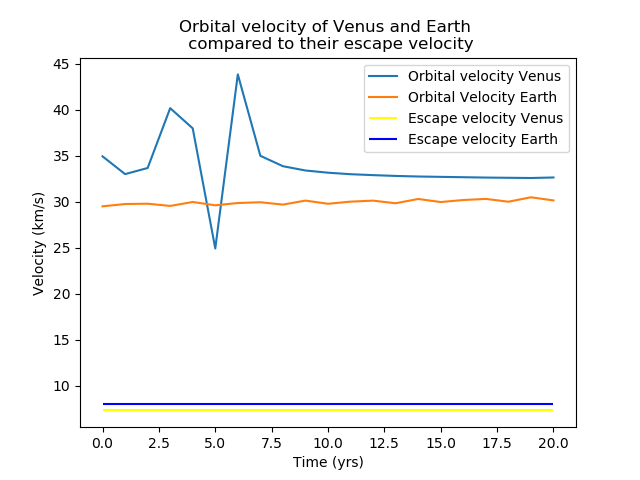 Orbital velocity of Venus and Earth
compared to their escape velocity
45
40
35
30
25
20
15
10
Velocity (km/s)
Orbital velocity Venus
Orbital Velocity Earth
Escape velocity Venus
Escape velocity Earth
0.0 2.5 5.0 7.5 10.0 12.5 15.0 17.5 20.0
Time (yrs)